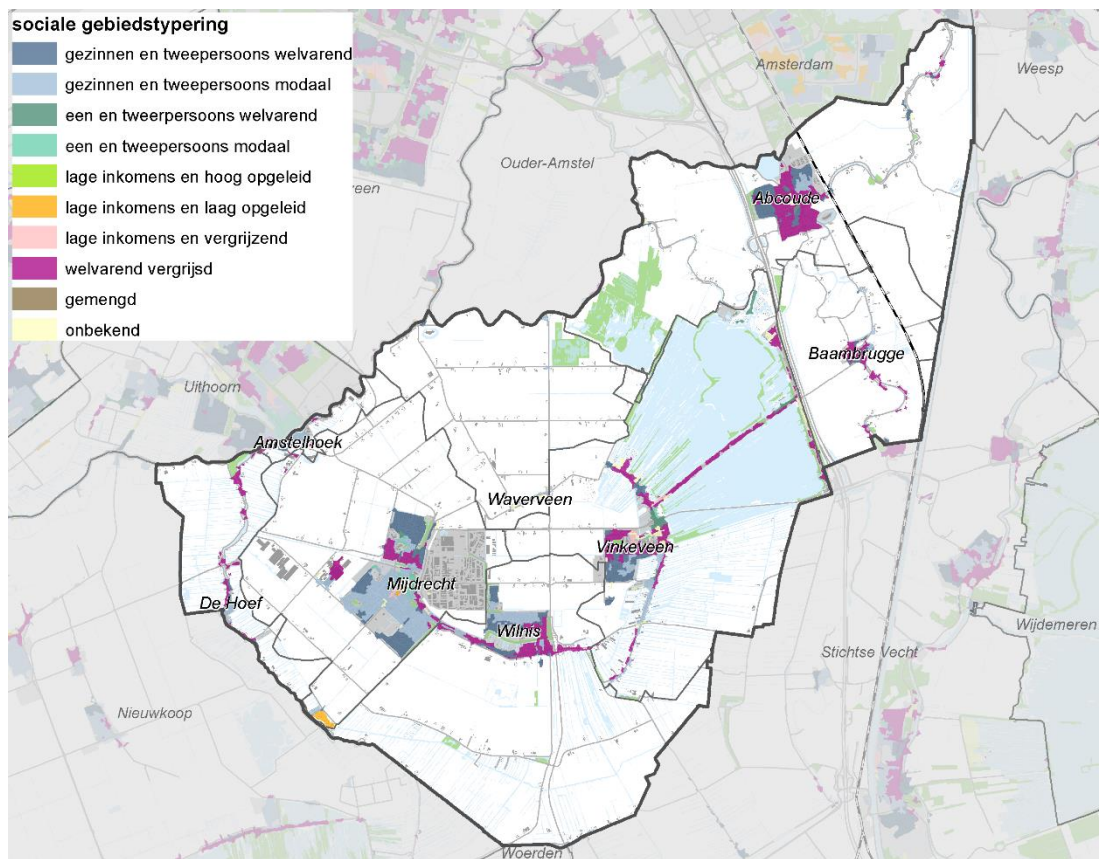 sociale gebiedstypering
gezinnen en tweepersoons welvarend
gezinnen en tweepersoons modaal
een en tweerpersoons welvarend
een en tweepersoons modaal
lage inkomens en hoog opgeleid
lage inkomens en laag opgeleid
lage inkomens en vergrijzend
welvarend vergrijsd
gemengd
onbekend
Amsterdam
Weesp
Ouder-Amstel
veen
Abcoude
Baambrugge
Uithoorn
Amstelhoek
Waverveen
Vinkeveen
Mijdrecht
De Hoef
Wilnis
Wijdemeren
Stichtse Vecht
Nieuwkoop
Woerden